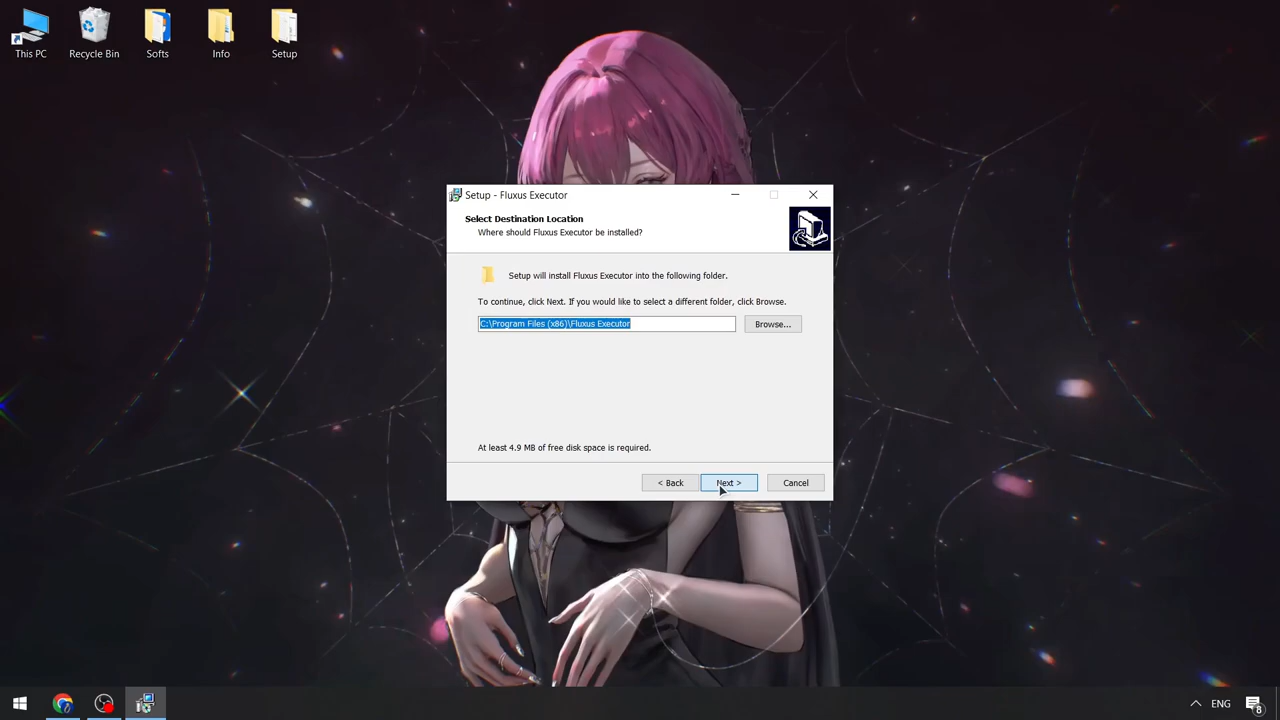 This PC
Recycle Bin
Softs
Info
Setup
Setup - Fluxus Executor
Select Destination Location
Where should Fluxus Executor be installed?
Setup will install Fluxus Executor into the following folder.
To continue, click Next. If you would like to select a different folder, click Browse.
C:\Program Files (x86)\Fluxus Executor
Browse...
At least 4.9 MB of free disk space is required.
< Back
Next >
Cancel
ENG
8